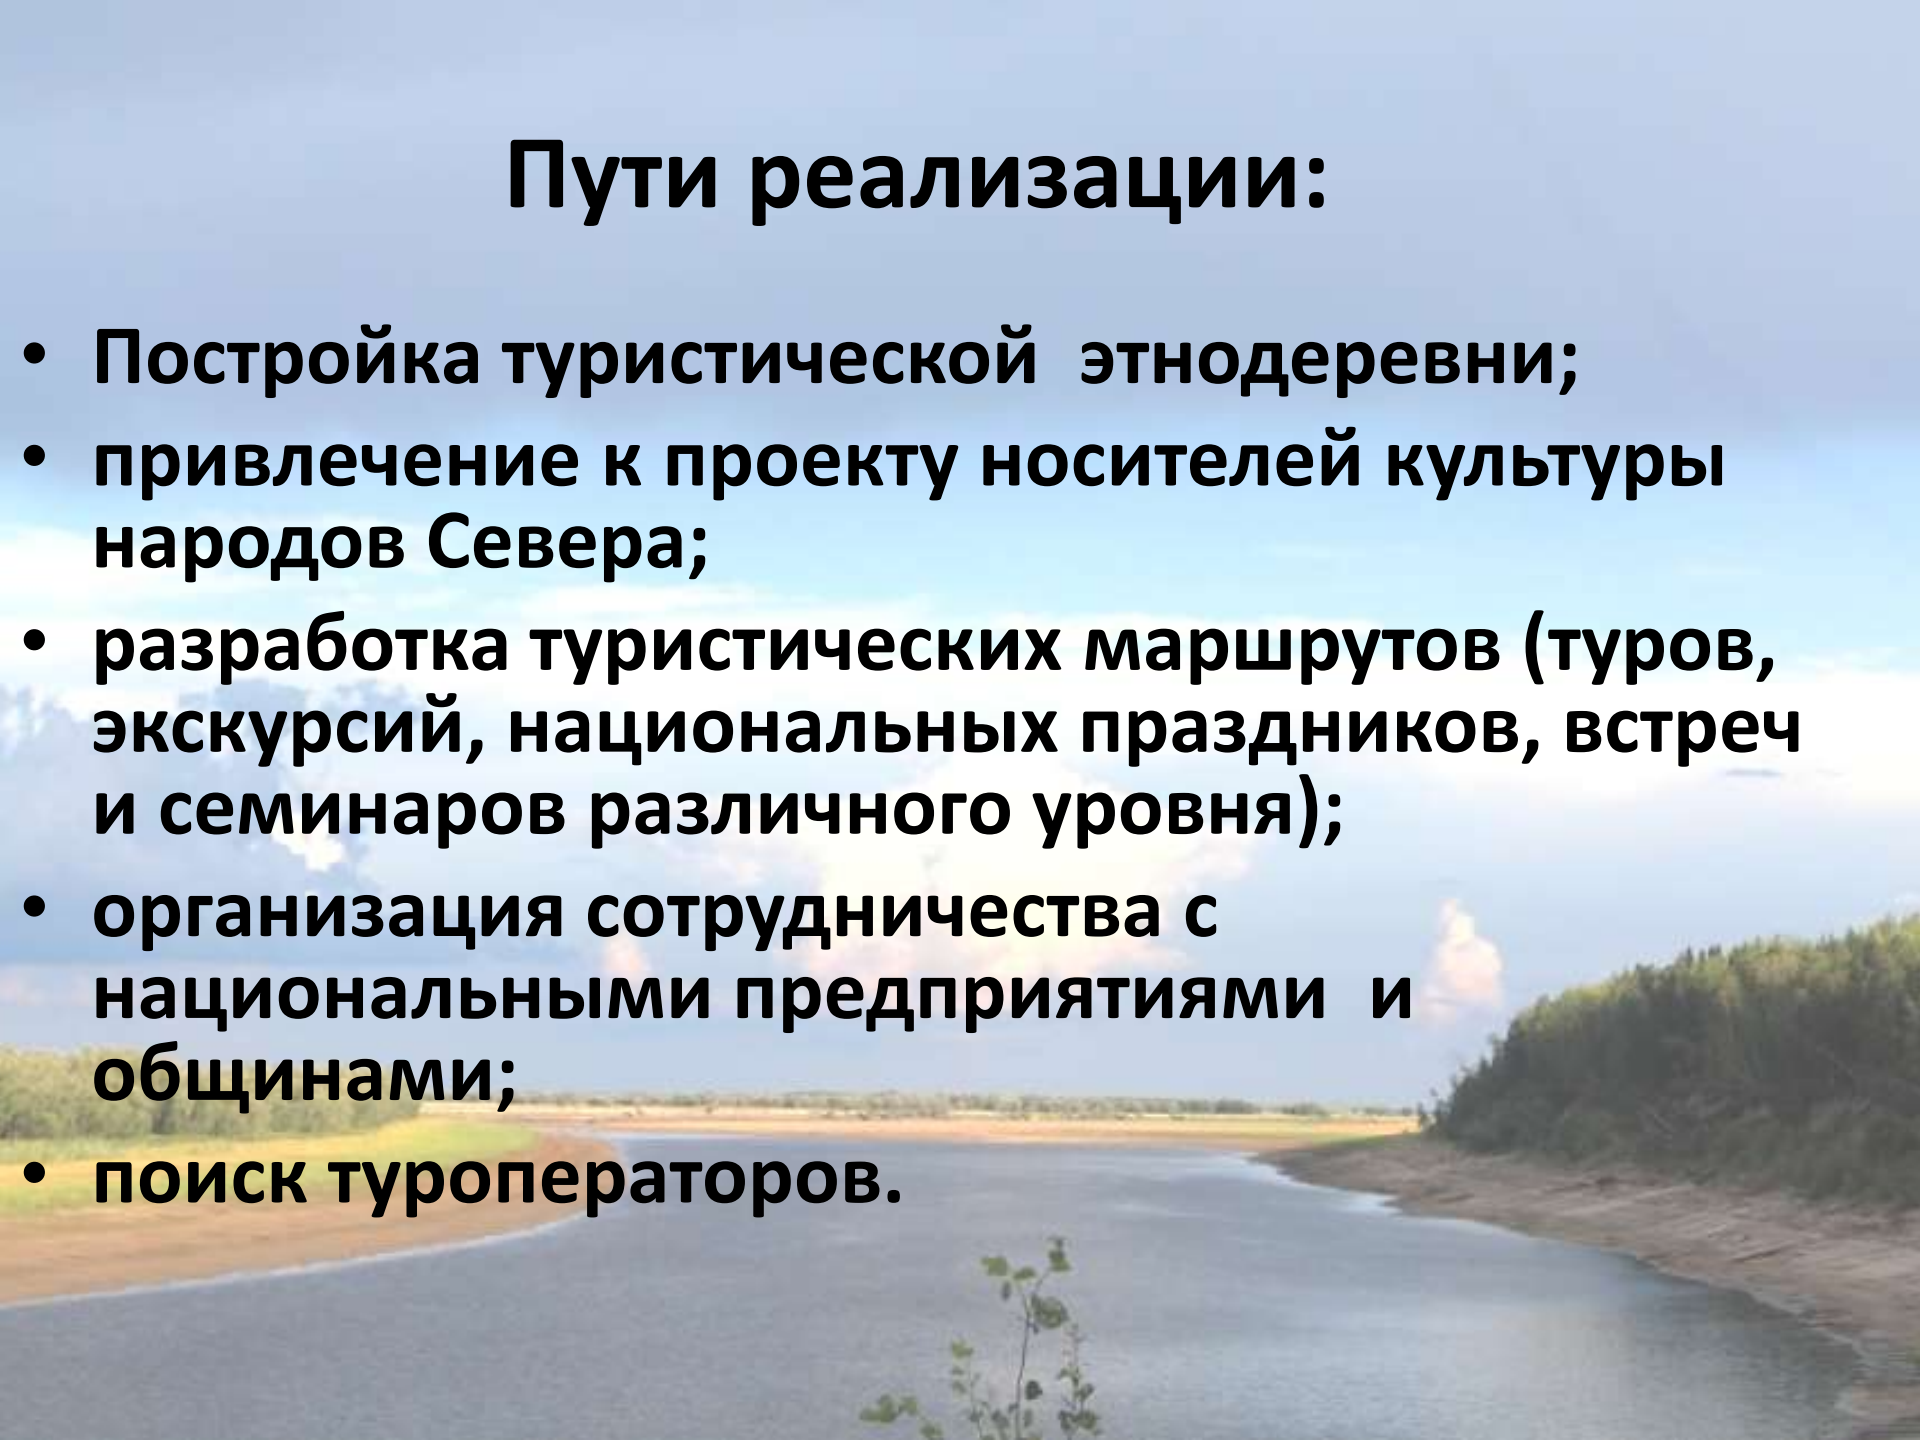 Пути реализации:
• Постройка туристической  этнодеревни;
• привлечение к проекту носителей культуры
народов Севера;
• разработка туристических маршрутов (туров,
экскурсий, национальных праздников, встреч
и семинаров различного уровня);
• организация сотрудничества с
национальными предприятиями  и
общинами;
• поиск туроператоров.